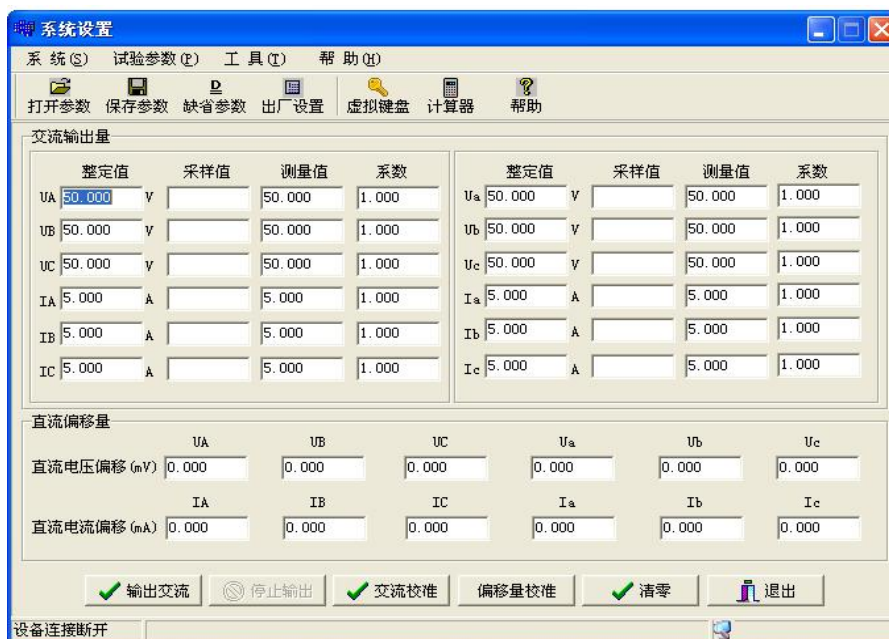 系统设置
系 统(S) 试验参数(P) 工 具(T) 帮 助(H)
打开参数 保存参数 D 缺省参数 出厂设置 虚拟键盘 计算器 ? 帮助
交流输出量
整定值 采样值 测量值 系数 整定值 采样值 测量值 系数
UA 50.000 V 50.000 1.000 Ua 50.000 V 50.000 1.000
UB 50.000 V 50.000 1.000 Ub 50.000 V 50.000 1.000
UC 50.000 V 50.000 1.000 Uc 50.000 V 50.000 1.000
IA 5.000 A 5.000 1.000 Ia 5.000 A 5.000 1.000
IB 5.000 A 5.000 1.000 Ib 5.000 A 5.000 1.000
IC 5.000 A 5.000 1.000 Ic 5.000 A 5.000 1.000
直流偏移量
UA UB UC Ua Ub Uc
直流电压偏移(mV) 0.000 0.000 0.000 0.000 0.000 0.000
IA IB IC Ia Ib Ic
直流电流偏移(mA) 0.000 0.000 0.000 0.000 0.000 0.000
输出交流 停止输出 交流校准 偏移量校准 清零 退出
设备连接断开